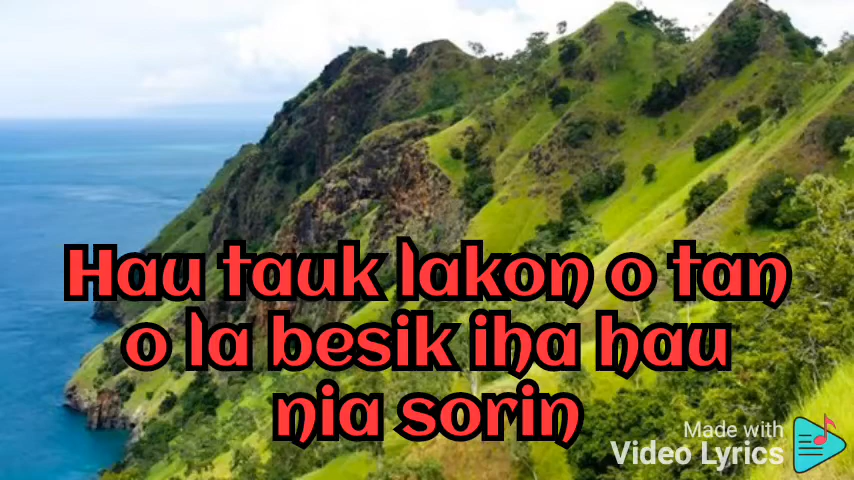 Hau tauk lakon o tan
o la besik iha hau
nia sorin
Made with
Video Lyrics